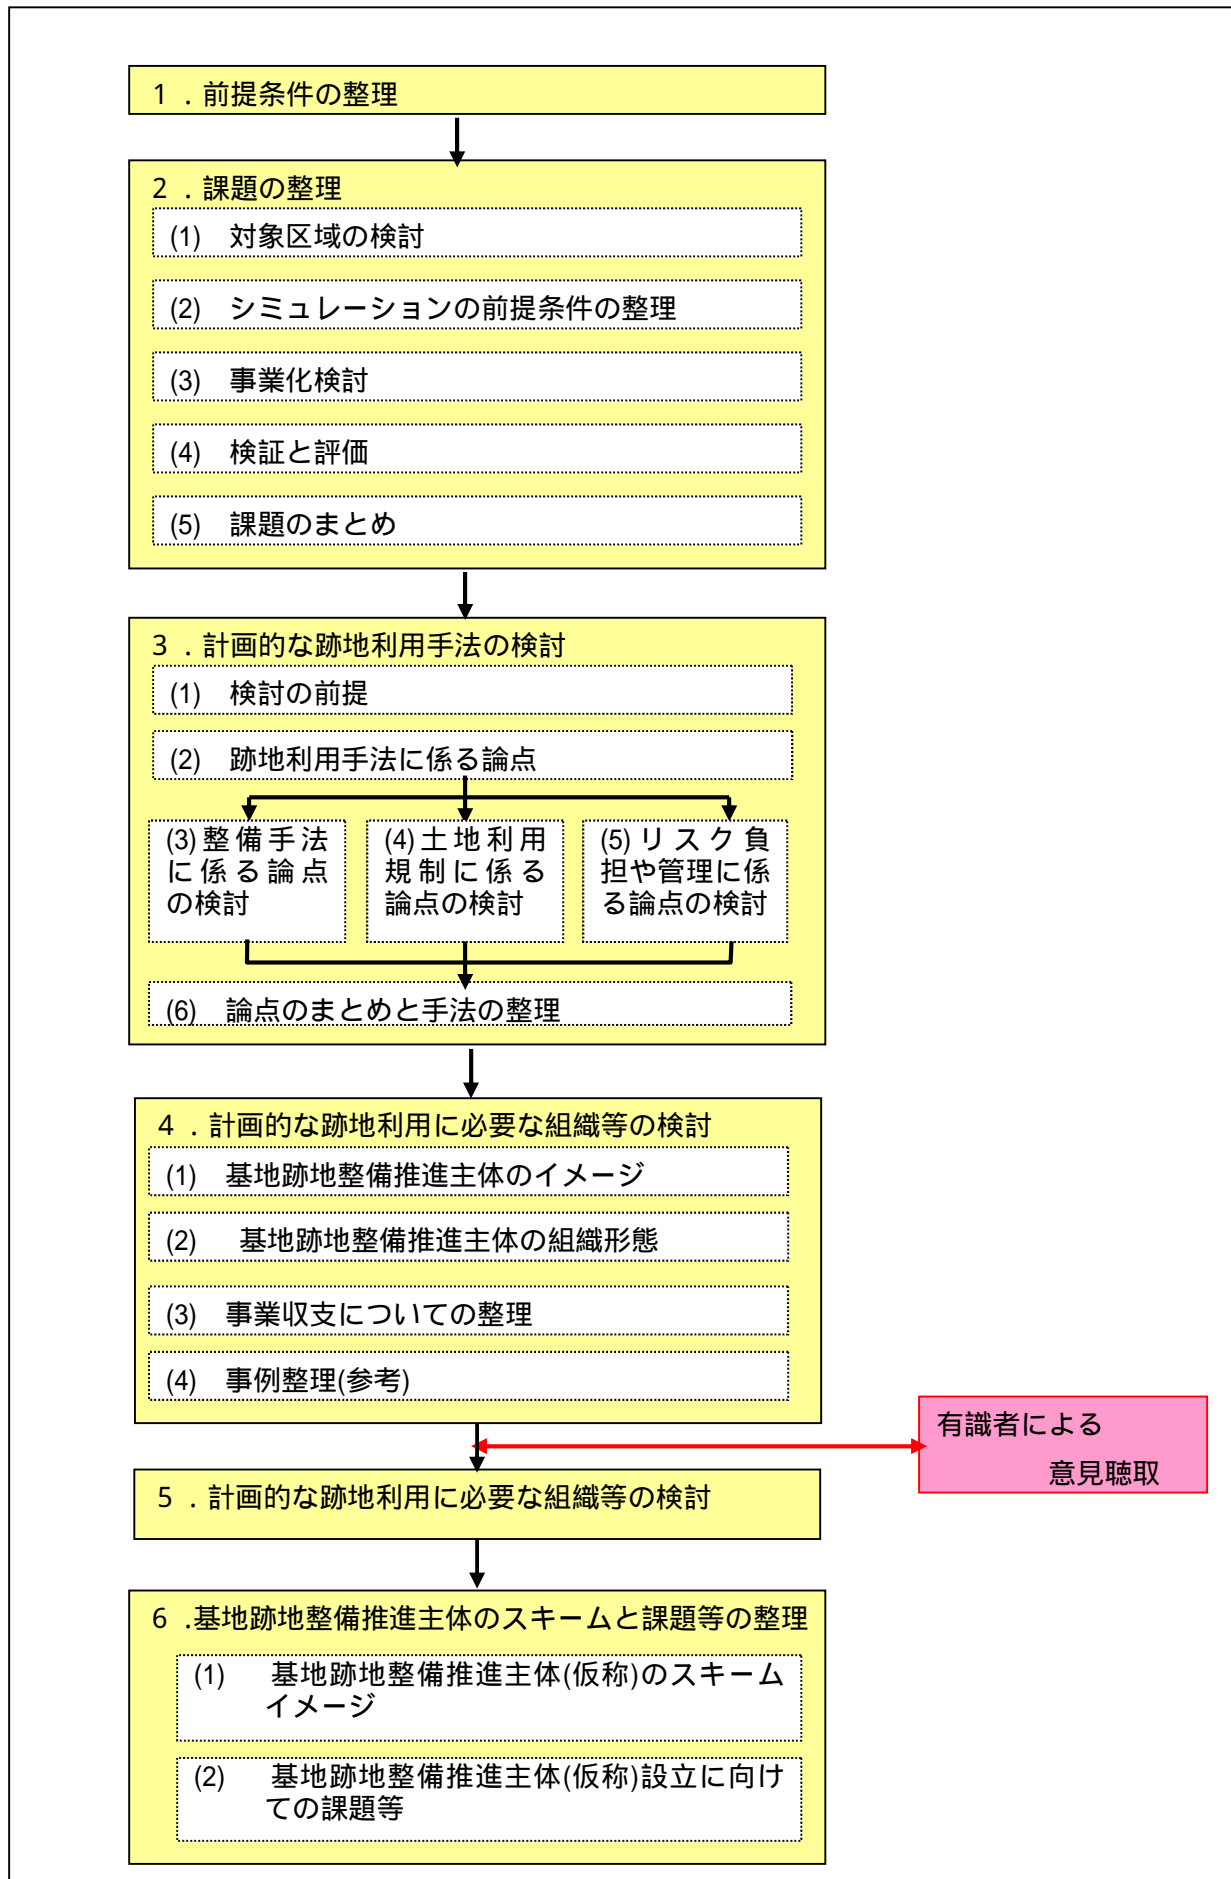 １．前提条件の整理
２．課題の整理
(1) 対象区域の検討
(2) シミュレーションの前提条件の整理
(3) 事業化検討
(4) 検証と評価
(5) 課題のまとめ
３．計画的な跡地利用手法の検討
(1) 検討の前提
(2) 跡地利用手法に係る論点
(3)整備手法
に係る論点
の検討
(4)土地利用
規制に係る
論点の検討
(5)リスク負
担や管理に係
る論点の検討
(6) 論点のまとめと手法の整理
４．計画的な跡地利用に必要な組織等の検討
(1) 基地跡地整備推進主体のイメージ
(2) 基地跡地整備推進主体の組織形態
(3) 事業収支についての整理
(4) 事例整理(参考)
有識者による
意見聴取
５．計画的な跡地利用に必要な組織等の検討
６.基地跡地整備推進主体のスキームと課題等の整理
(1) 基地跡地整備推進主体(仮称)のスキーム
イメージ
(2) 基地跡地整備推進主体(仮称)設立に向け
ての課題等